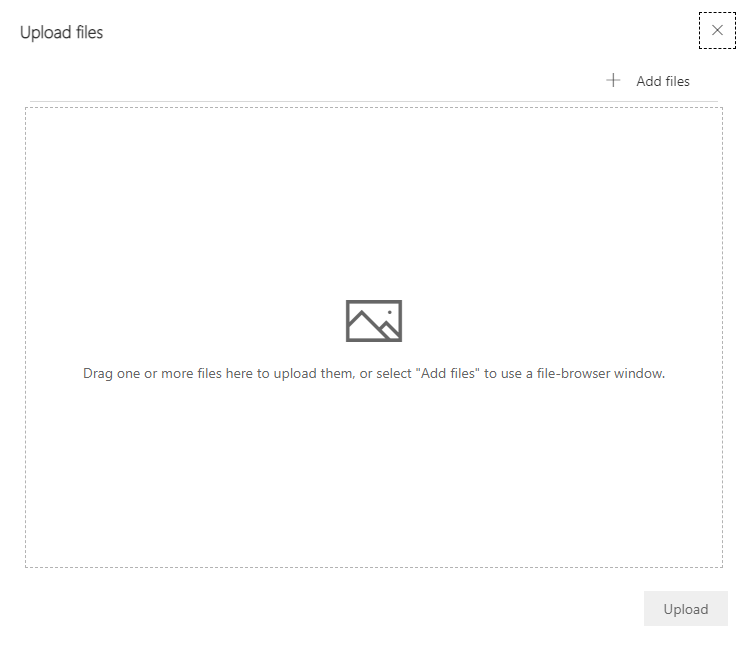 Upload files
Add files
Drag one or more files here to upload them, or select "Add files" to use a file-browser window.
Upload